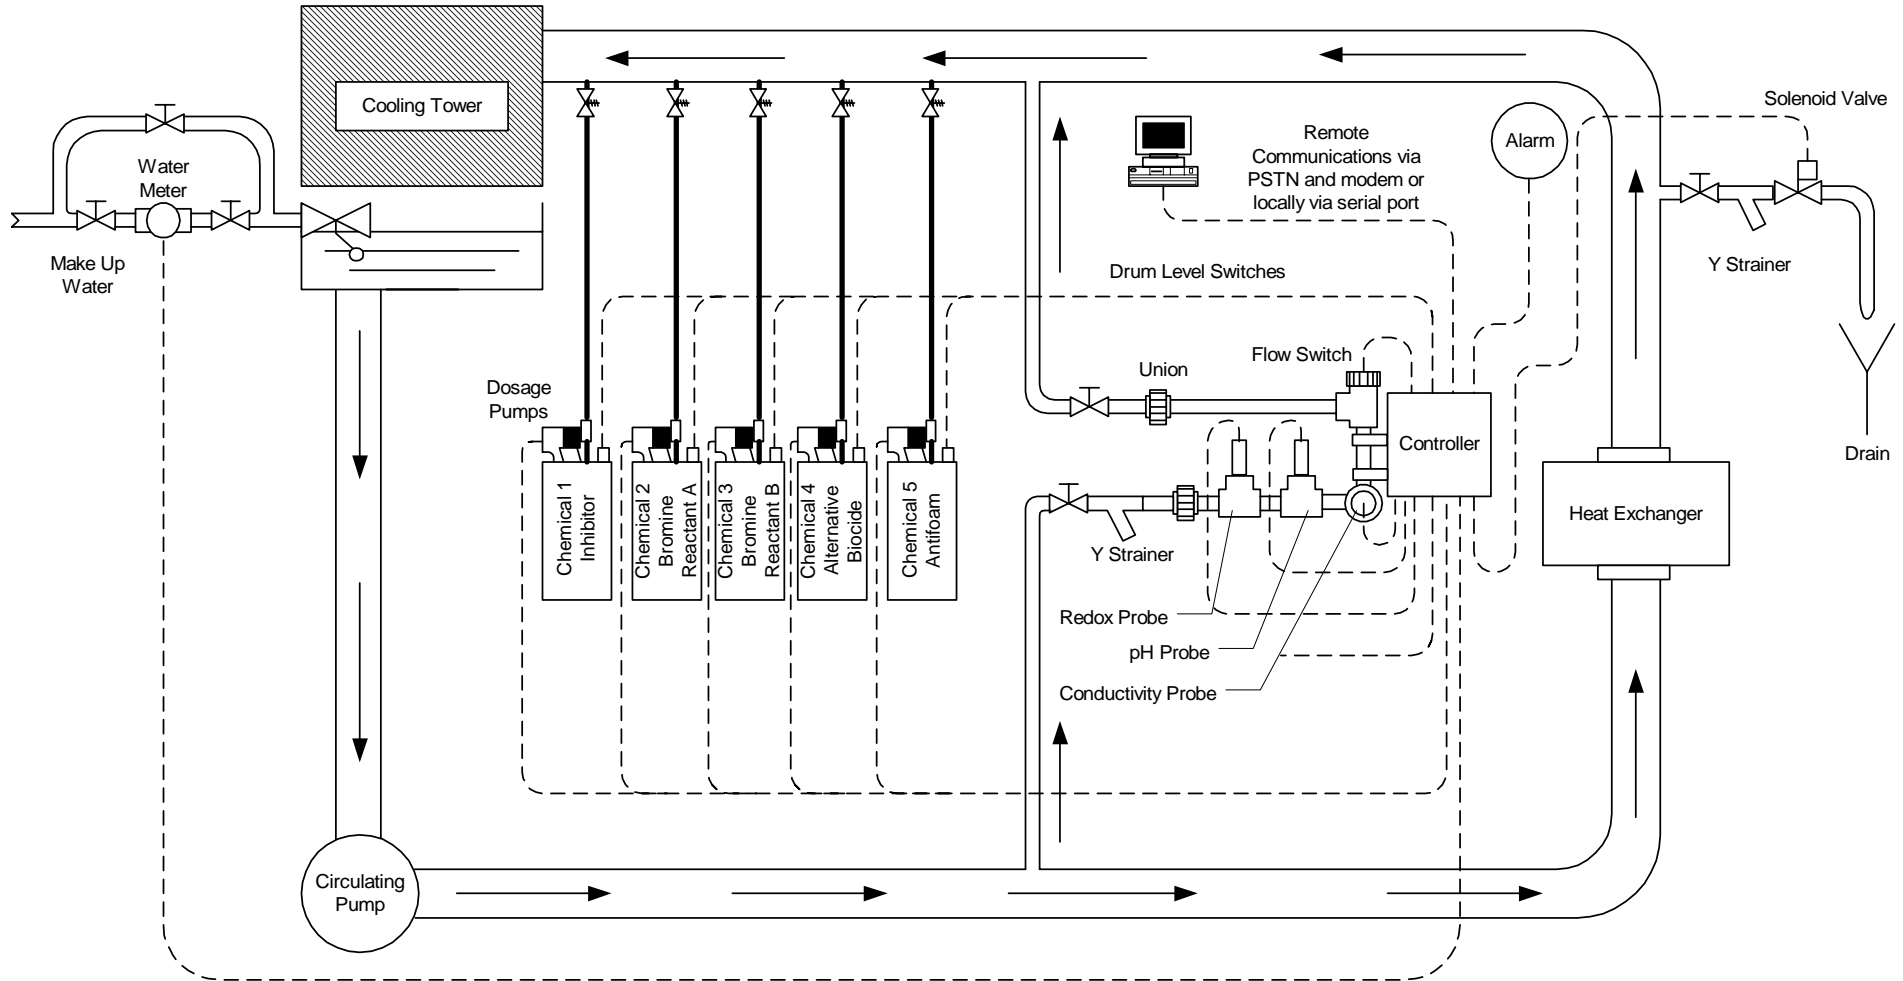 Cooling Tower
Water
Meter
Make Up
Water
Solenoid Valve
Alarm
Remote
Communications via
PSTN and modem or
locally via serial port
Y Strainer
Drum Level Switches
Flow Switch
Union
Dosage
Pumps
Controller
Drain
Chemical 1
Inhibitor
Chemical 2
Bromine
Reactant A
Chemical 3
Bromine
Reactant B
Chemical 4
Alternative
Biocide
Chemical 5
Antifoam
Heat Exchanger
Y Strainer
Redox Probe
pH Probe
Conductivity Probe
Circulating
Pump